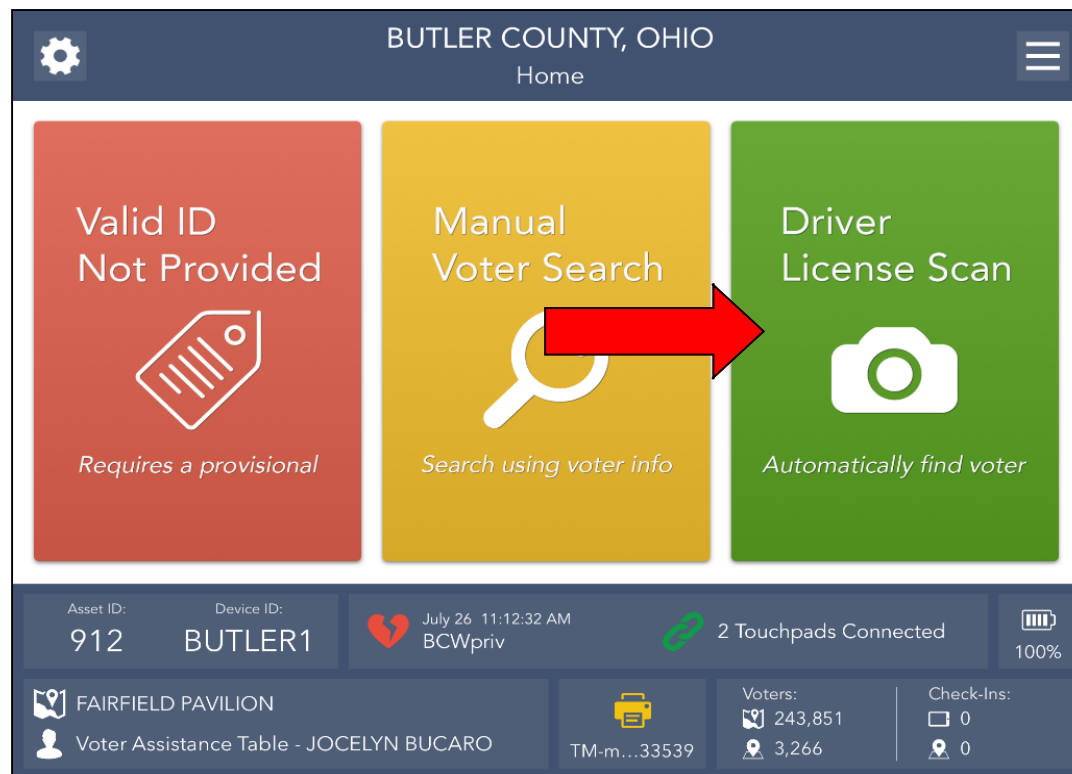 BUTLER COUNTY, OHIO
Home
Valid ID
Not Provided
Requires a provisional
Manual
Voter Search
Search using voter info
Driver
License Scan
Automatically find voter
Asset ID:
912
Device ID:
BUTLER1
July 26 11:12:32 AM
BCWpriv
2 Touchpads Connected
100%
FAIRFIELD PAVILION
Voter Assistance Table - JOCELYN BUCARO
TM-m...33539
Voters:
243,851
3,266
Check-Ins:
0
0